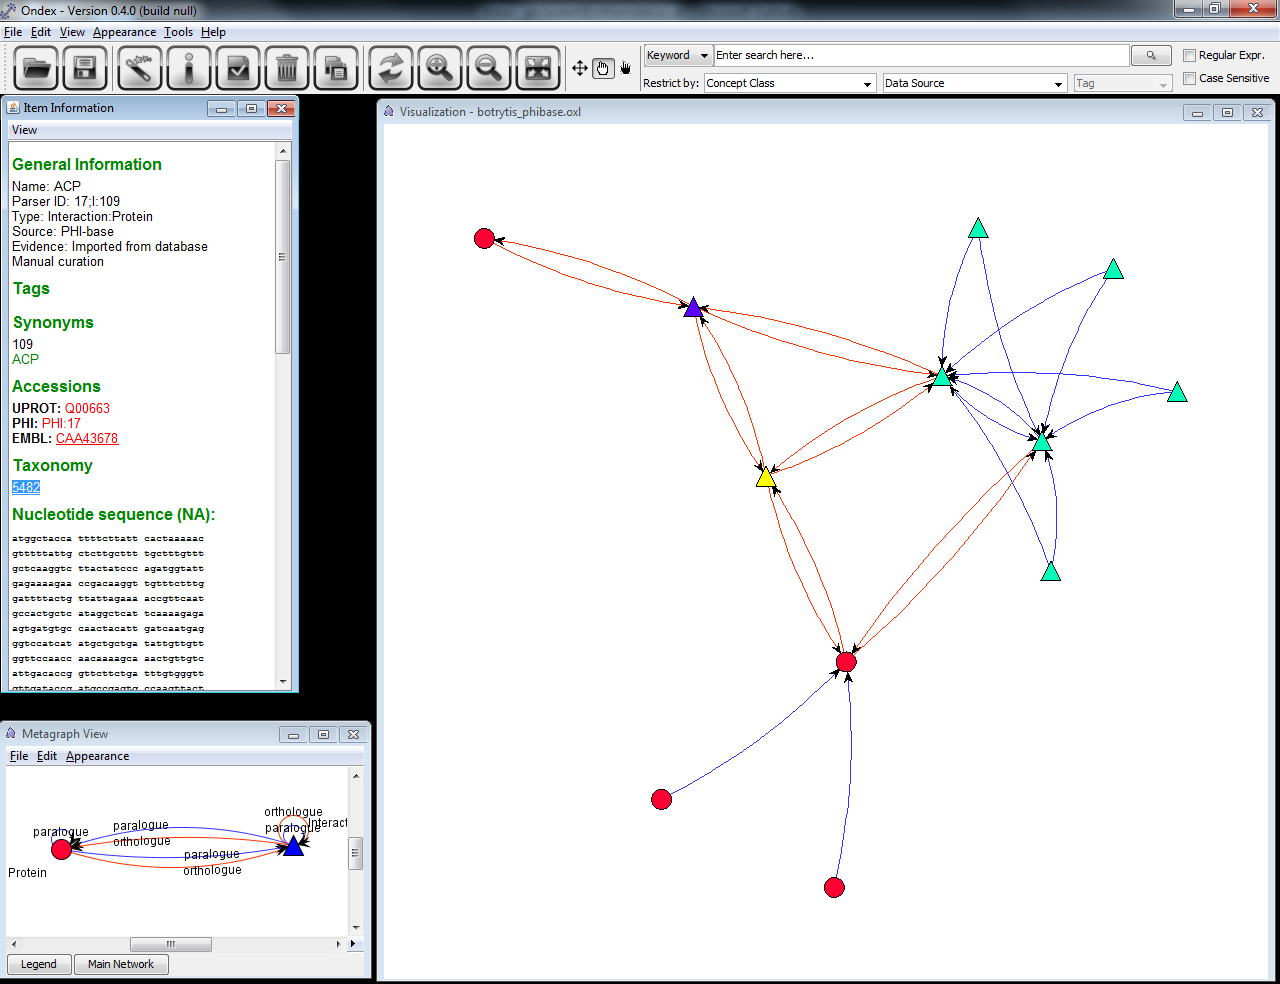 Ondex - Version 0.4.0 (build null)
File Edit View Appearance Tools Help
Keyword Enter search here... Regular Expr.
Restrict by: Concept Class Data Source Tag Case Sensitive
Item Information
View
General Information
Name: ACP
Parser ID: 17;I:109
Type: Interaction:Protein
Source: PHI-base
Evidence: Imported from database
Manual curation
Tags
Synonyms
109
ACP
Accessions
UPROT: Q00663
PHI: PHI:17
EMBL: CAA43678
Taxonomy
5482
Nucleotide sequence (NA):
atggctacca ttttcttatt cactaaaaac
gtttttattg ctcttgcttt tgctttgttt
gctcaaggtc ttactatccc agatggtatt
gagaaaagaa ccgacaaggt tgtttctttg
gattttactg ttattagaaa accgttcaat
gccactgctc ataggctcat tcaaaagaga
agtgatgtgc caactacatt gatcaatgag
ggtccatcat atgctgctga tattgttgtt
ggttccaacc aacaaaagca aactgttgtc
attgacaccg gttcttctga tttgtgggtt
gttgataccg atgccgagtg ccaagttact
Visualization - botrytis_phibase.oxl
Metagraph View
File Edit Appearance
orthologue
paralogue paralogue paralogue Interact
orthologue
paralogue
orthologue
Protein
Legend Main Network